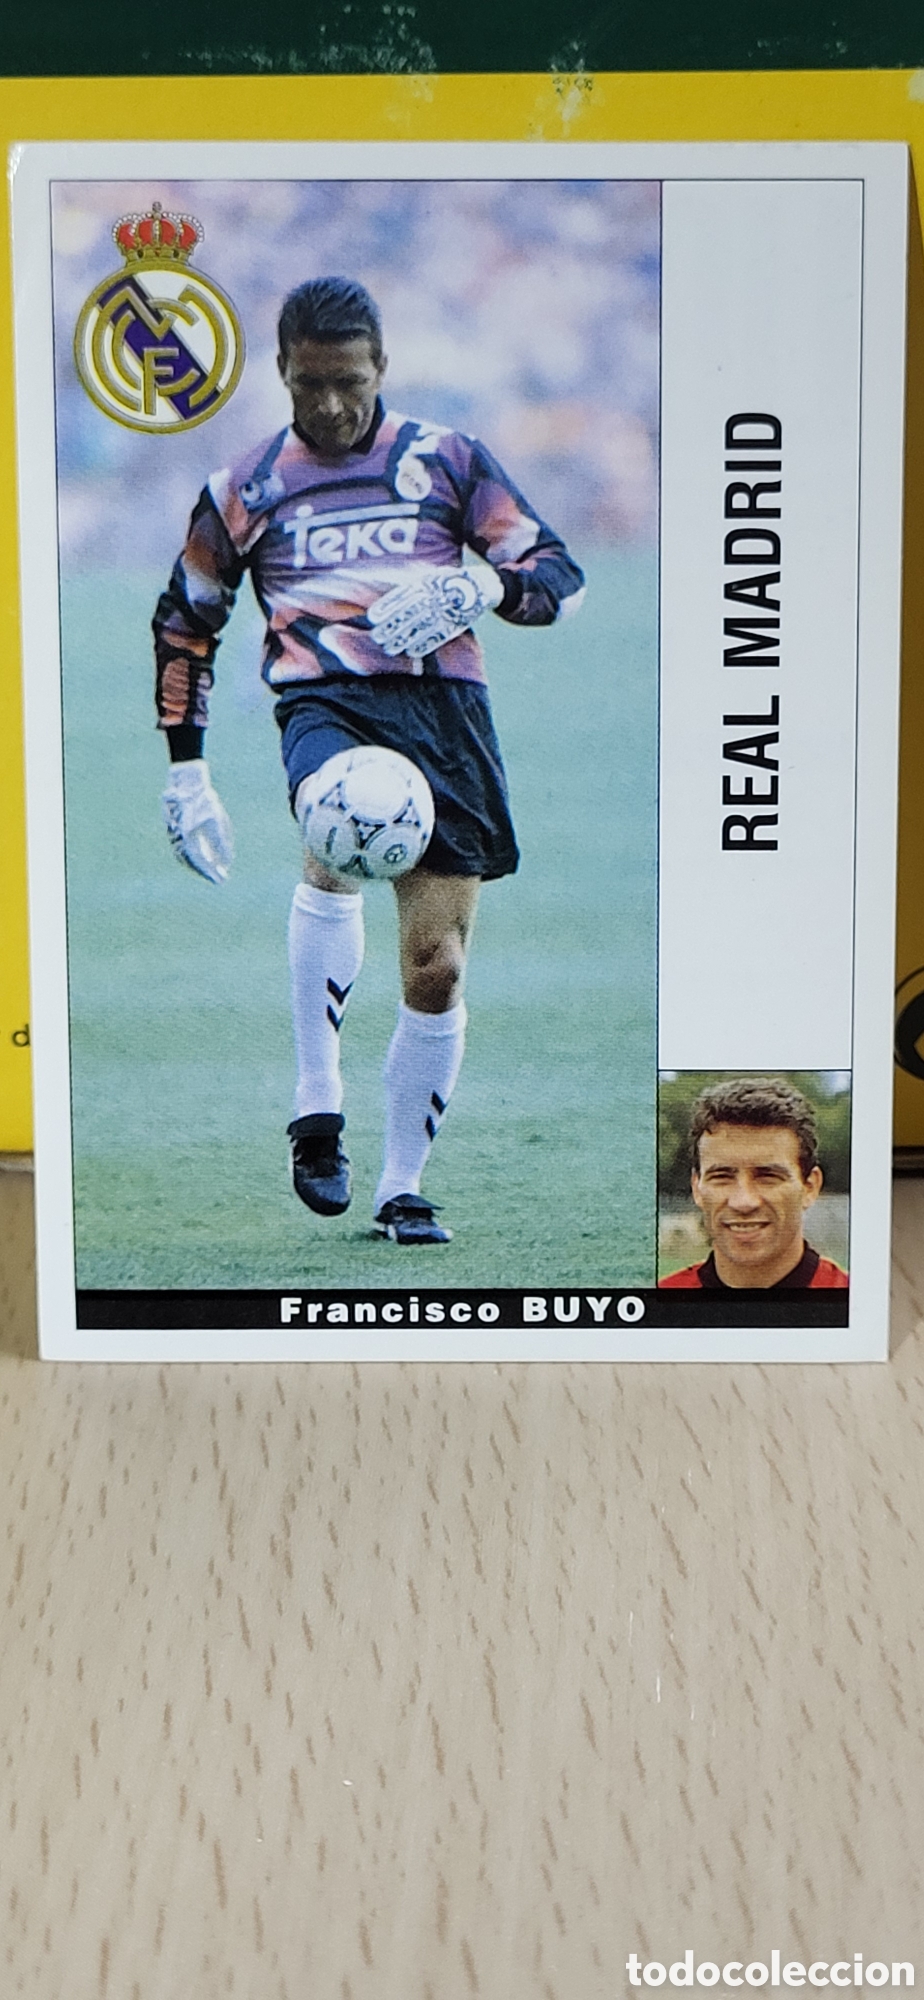 Teka
REAL MADRID
d
Francisco BUYO
todocoleccion